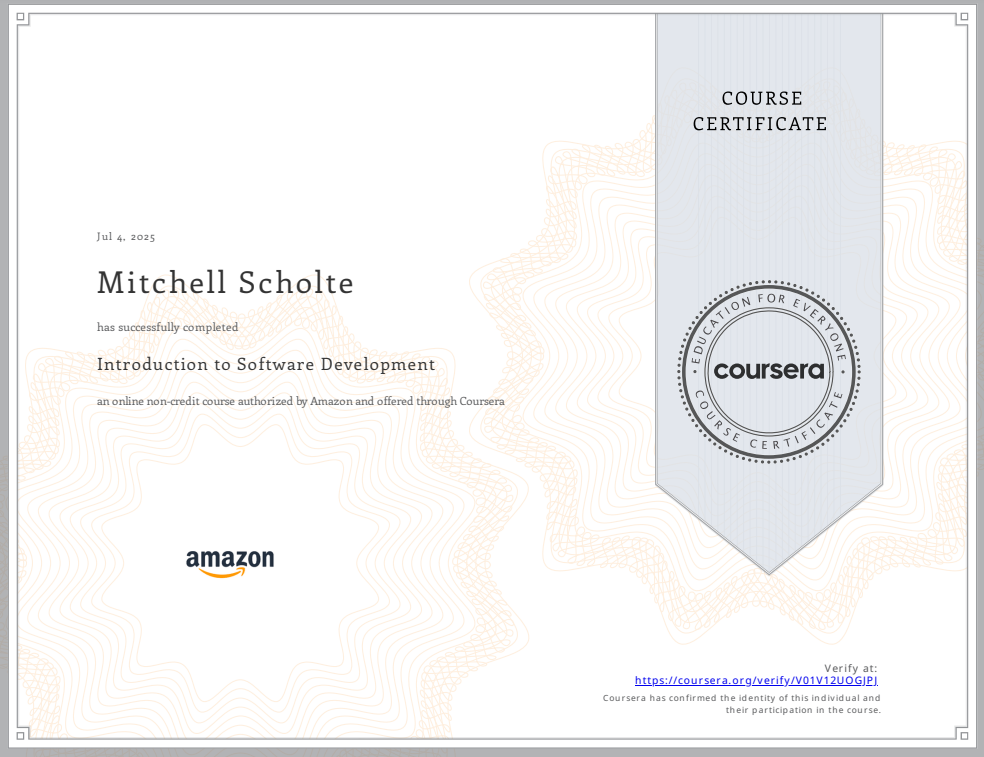 COURSE
CERTIFICATE
Jul 4, 2025
Mitchell Scholte
has successfully completed
Introduction to Software Development
an online non-credit course authorized by Amazon and offered through Coursera
EDUCATION FOR EVERYONE
coursera
COURSE CERTIFICATE
amazon
Verify at:
https://coursera.org/verify/V01V12UOGJPJ
Coursera has confirmed the identity of this individual and
their participation in the course.